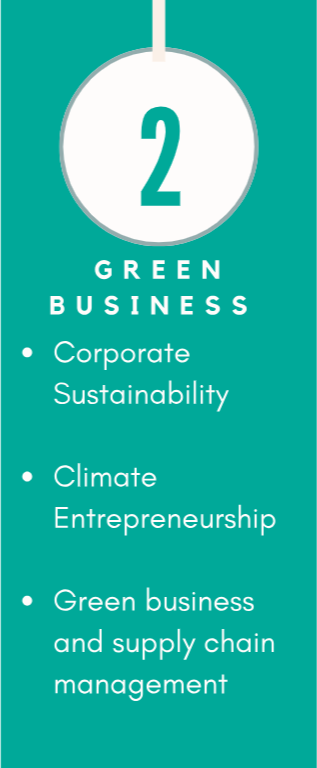 2
GREEN
BUSINESS
• Corporate
Sustainability
• Climate
Entrepreneurship
• Green business
and supply chain
management